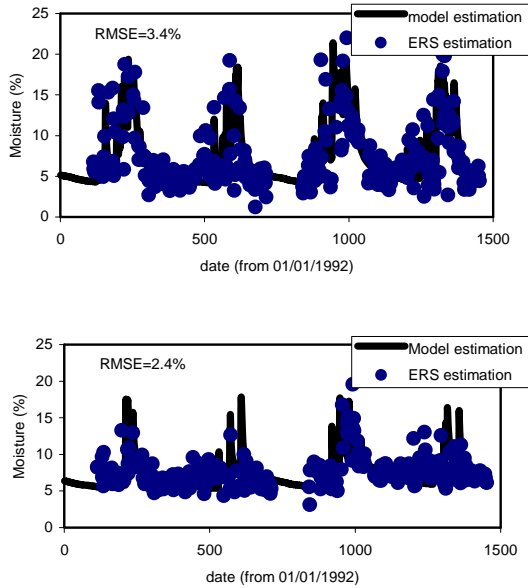 model estimation
ERS estimation
RMSE=3.4%
25
20
15
10
5
0
Moisture (%)
0 500 1000 1500
date (from 01/01/1992)
Model estimation
ERS estimation
RMSE=2.4%
25
20
15
10
5
0
Moisture (%)
0 500 1000 1500
date (from 01/01/1992)